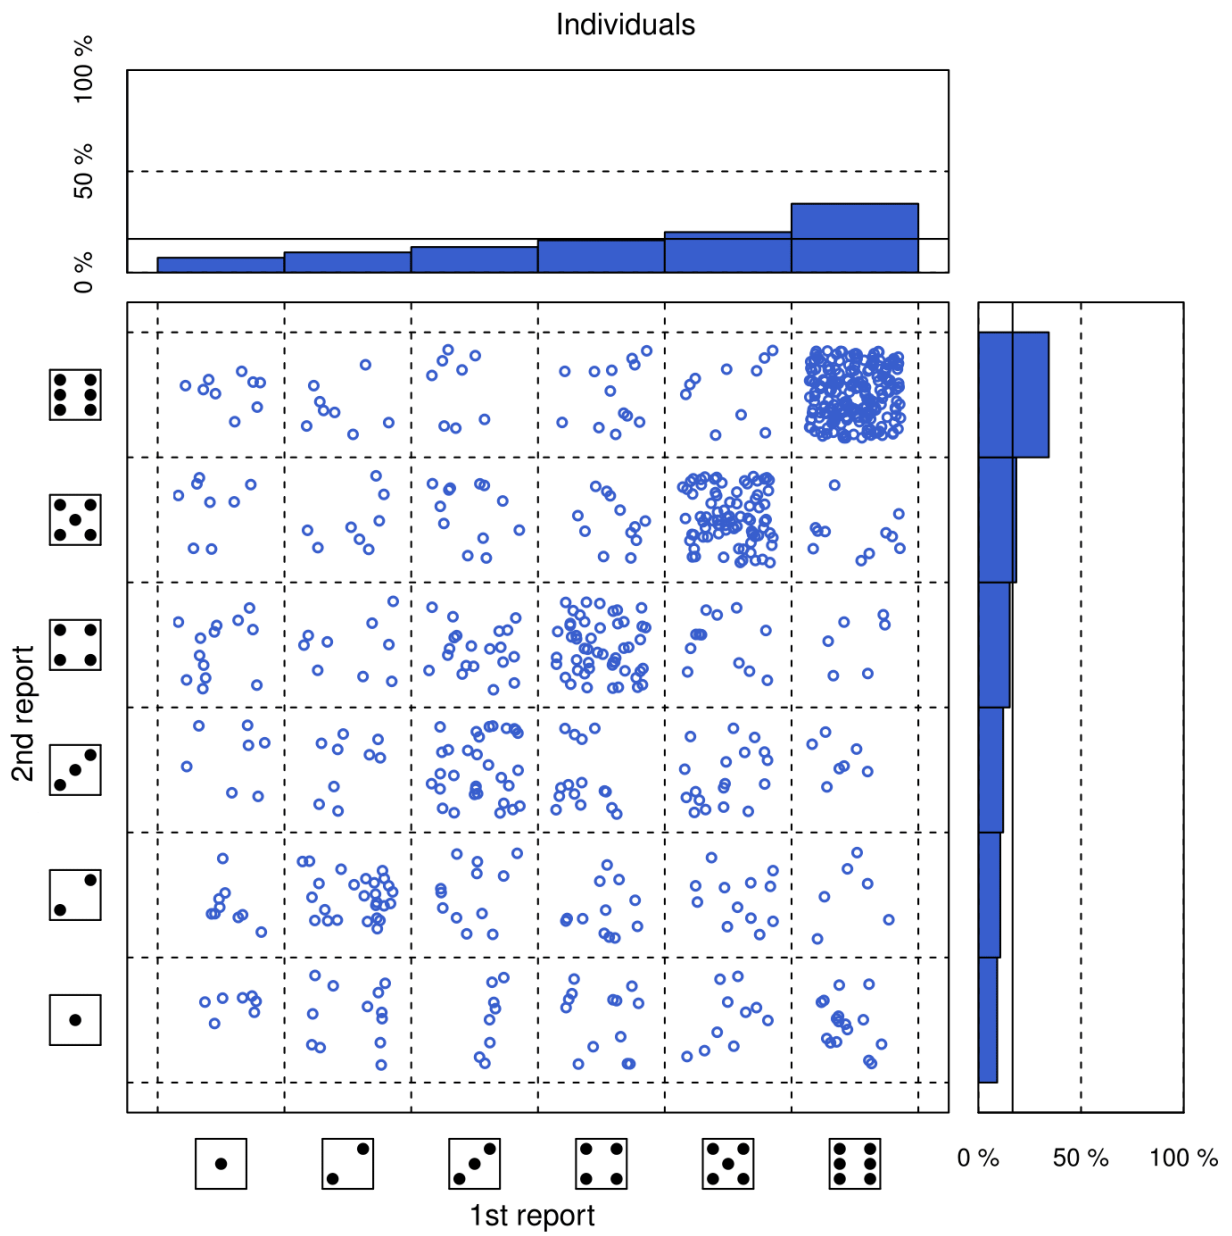 Individuals
100 %
50 %
0 %
2nd report
0 % 50 % 100 %
1st report